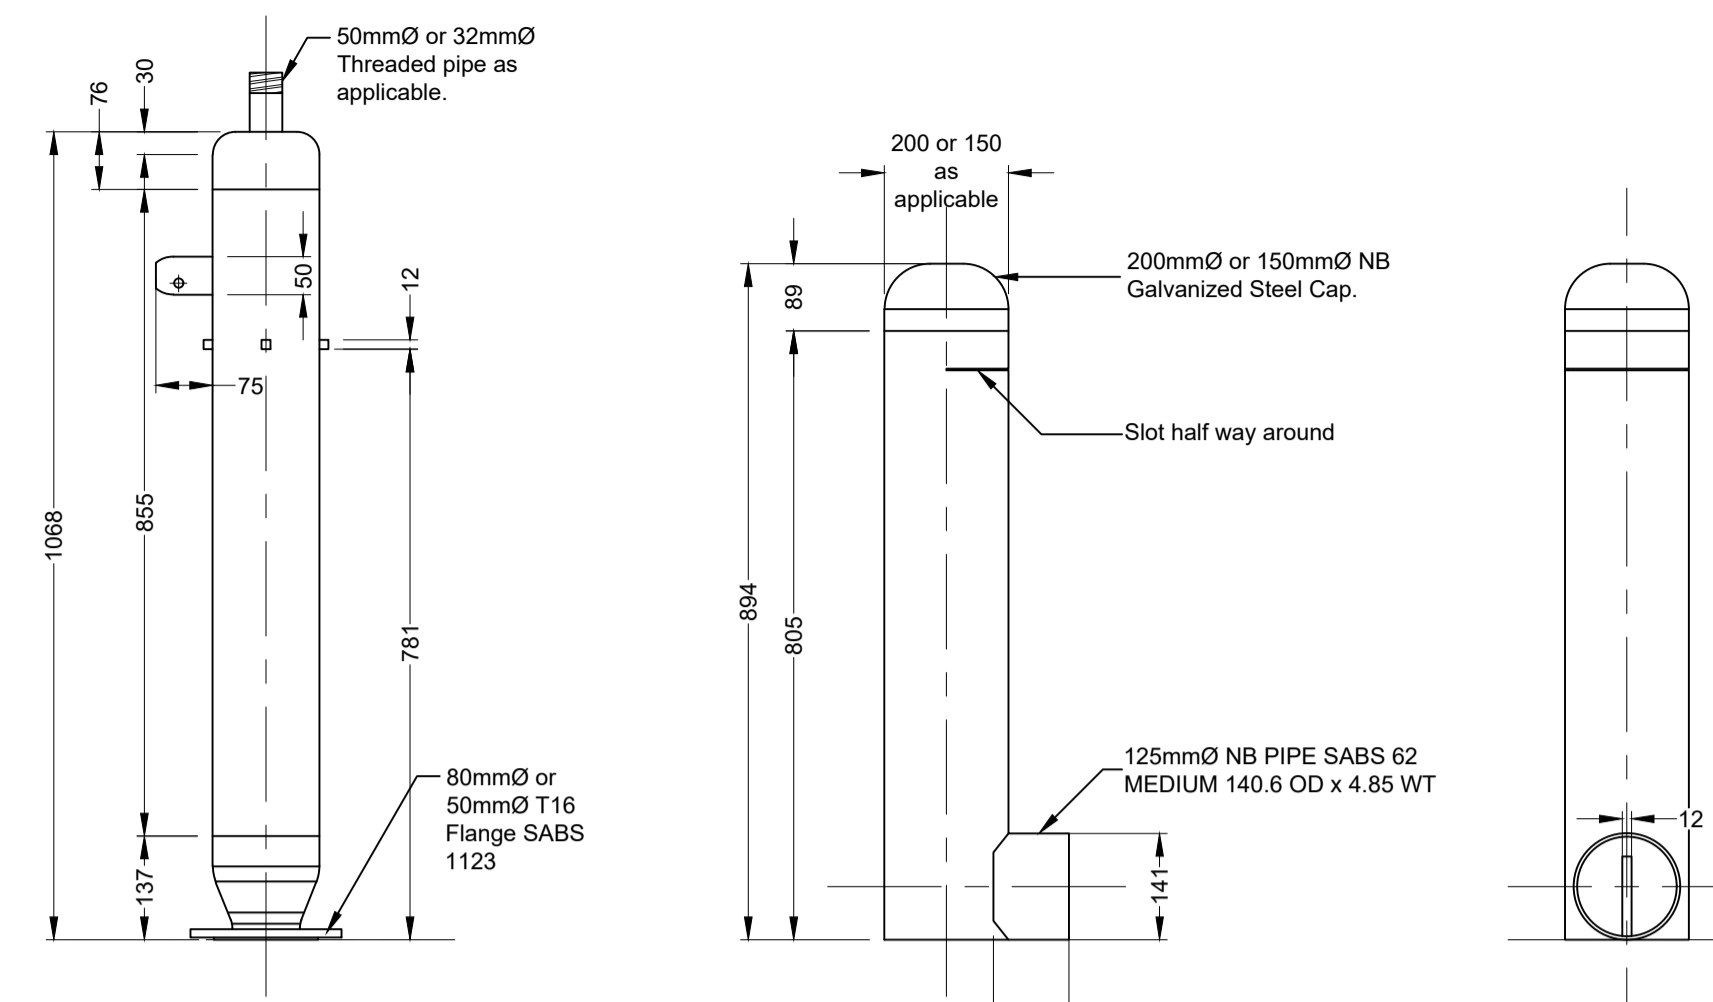 50mmØ or 32mmØ
Threaded pipe as
applicable.
30
76
50
12
75
1068
855
781
137
80mmØ or
50mmØ T16
Flange SABS
1123
200 or 150
as
applicable
89
200mmØ or 150mmØ NB
Galvanized Steel Cap.
Slot half way around
894
805
125mmØ NB PIPE SABS 62
MEDIUM 140.6 OD x 4.85 WT
141
12